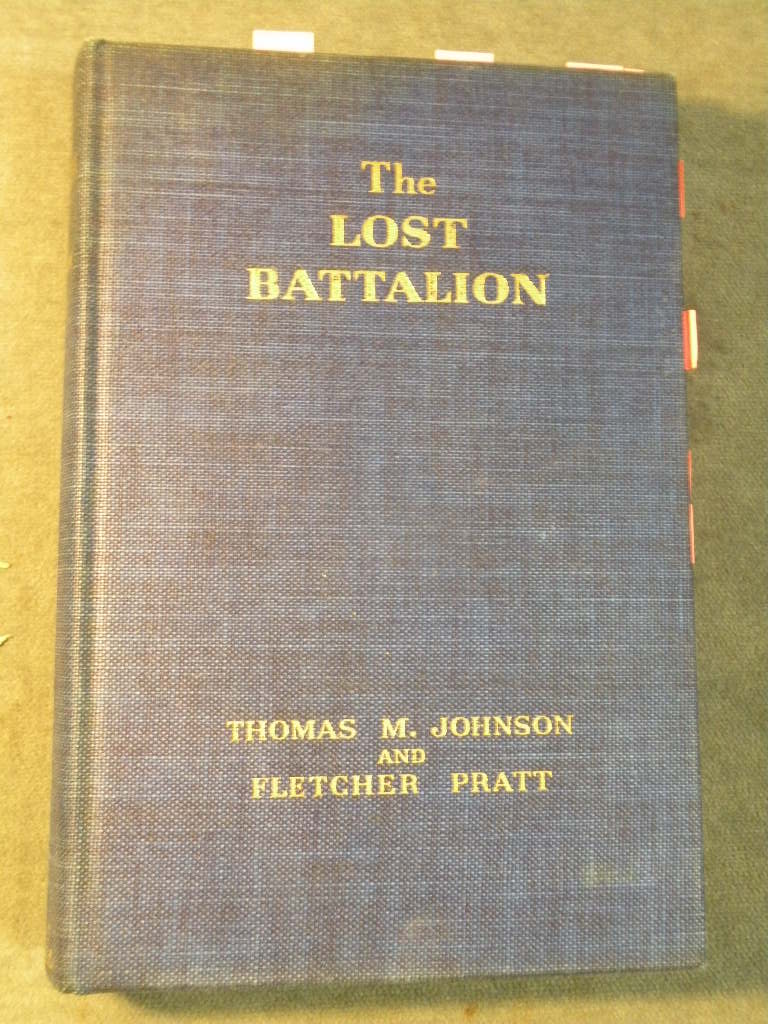 The
LOST
BATTALION
THOMAS M. JOHNSON
AND
FLETCHER PRATT